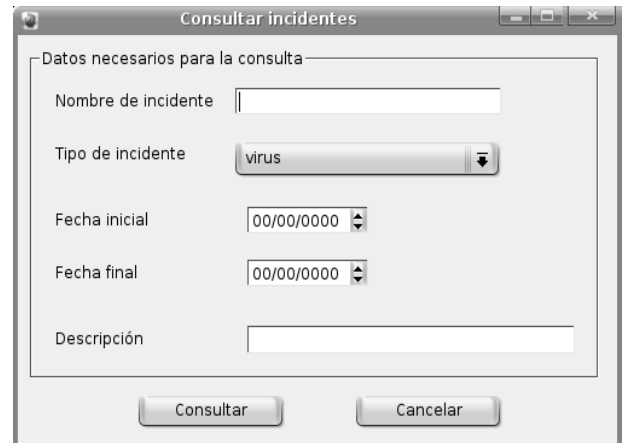 Consultar incidentes
Datos necesarios para la consulta
Nombre de incidente
Tipo de incidente virus
Fecha inicial 00/00/0000
Fecha final 00/00/0000
Descripción
Consultar Cancelar